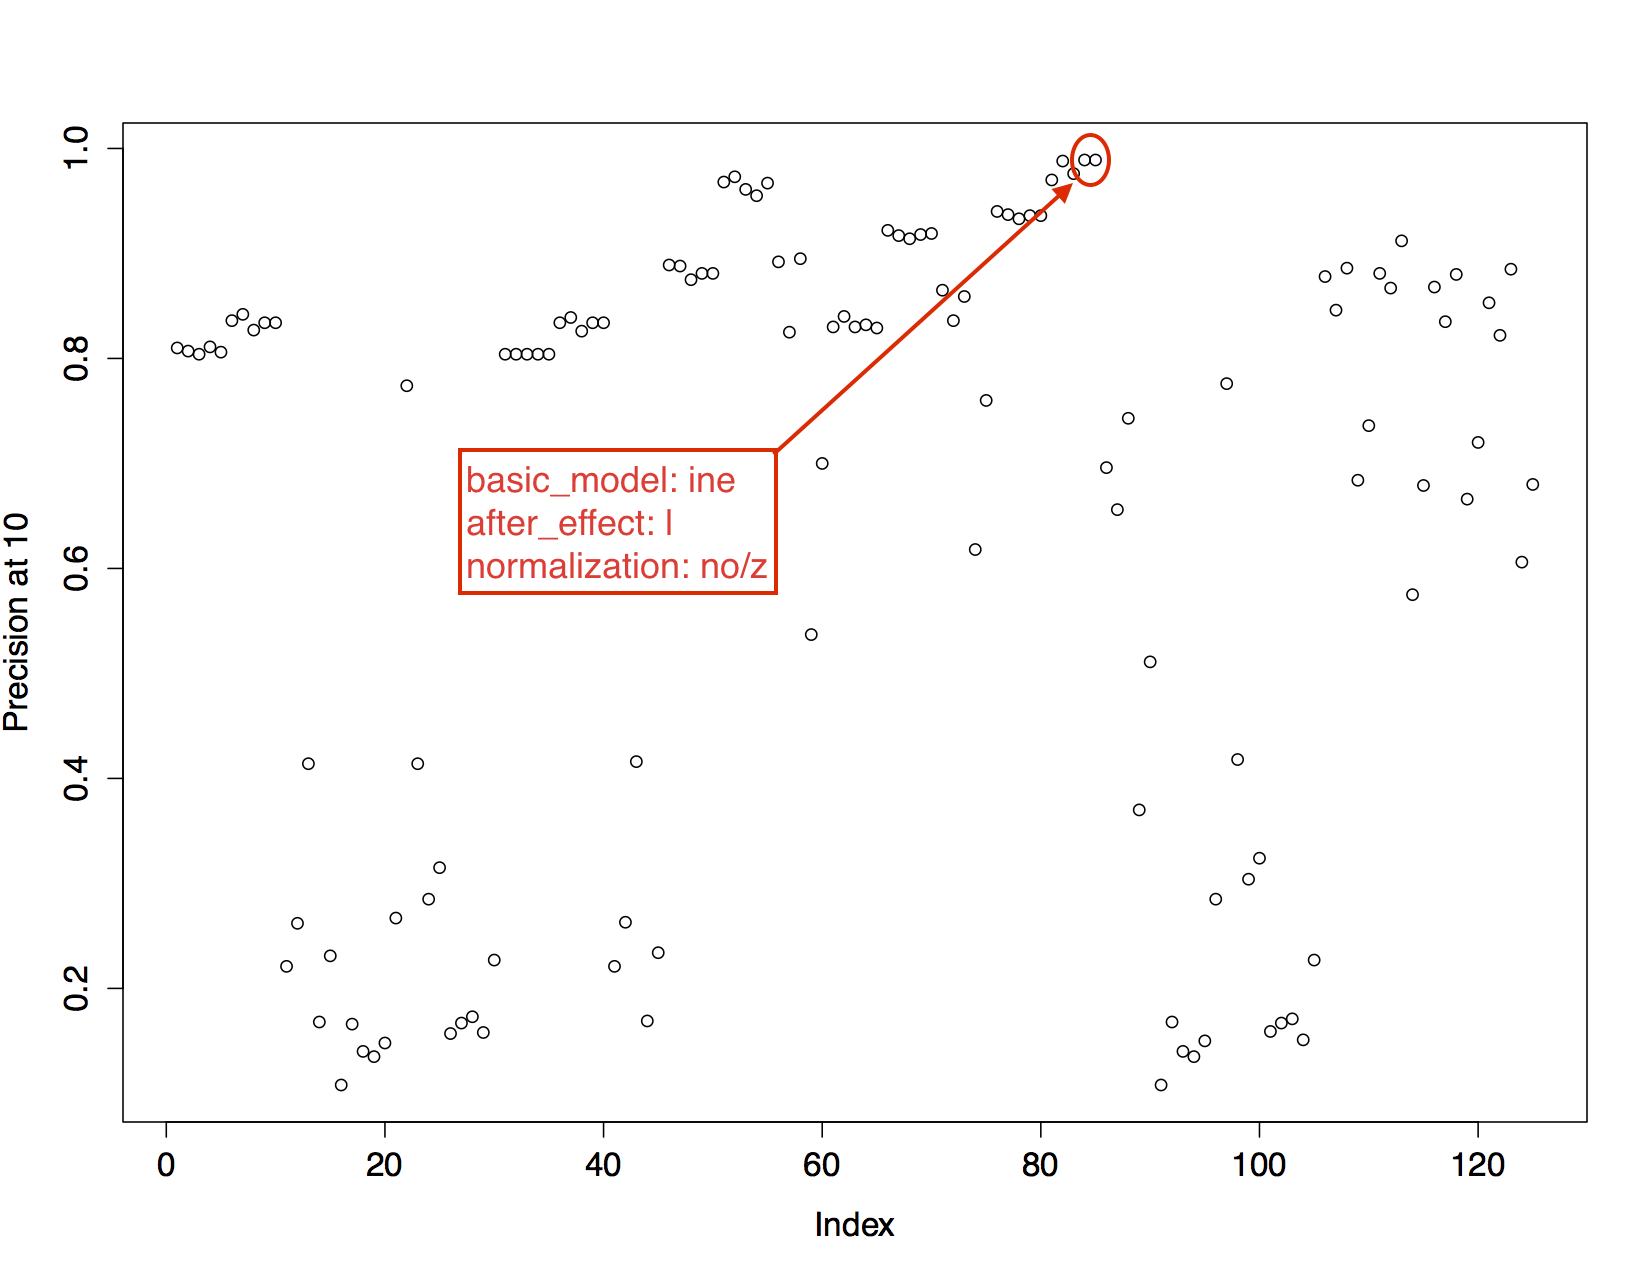 1.0
0.8
0.6
0.4
0.2
Precision at 10
basic_model: ine
after_effect: l
normalization: no/z
0 20 40 60 80 100 120
Index